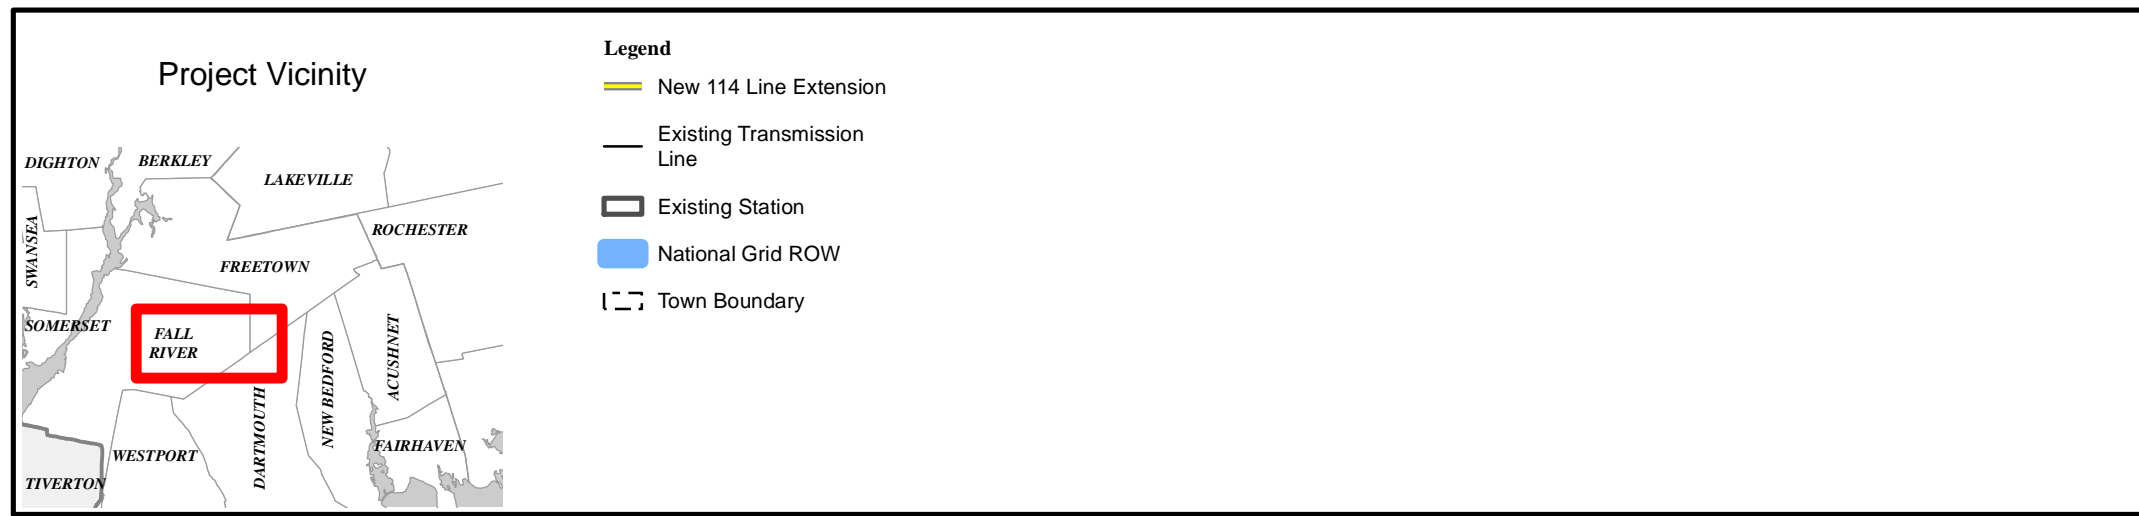 Project Vicinity
DIGHTON
BERKLEY
LAKEVILLE
SWANSEA
ROCHESTER
FREETOWN
SOMERSET
FALL
RIVER
NEW BEDFORD
ACUSHNET
DARTMOUTH
WESTPORT
FAIRHAVEN
TIVERTON
Legend
New 114 Line Extension
Existing Transmission
Line
Existing Station
National Grid ROW
Town Boundary